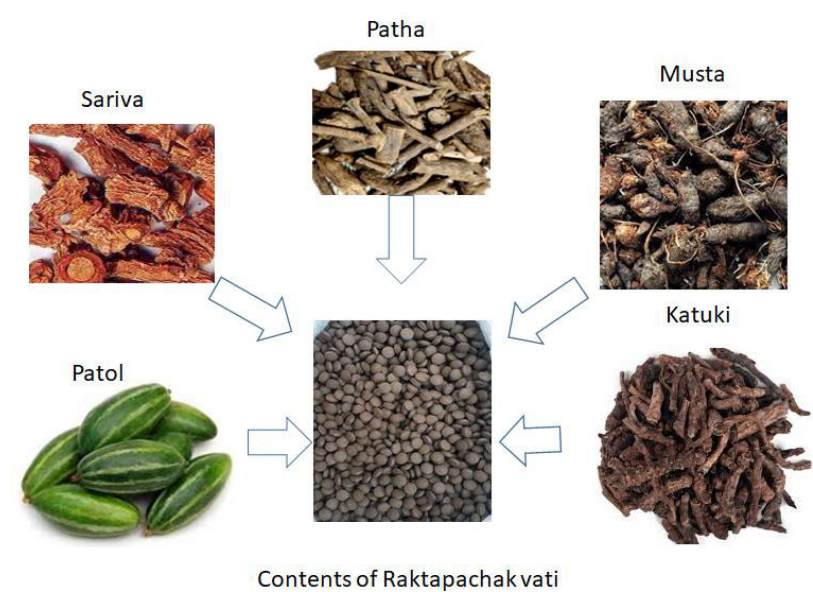 Patha
Musta
Sariva
Katuki
Patol
Contents of Raktapachak vati